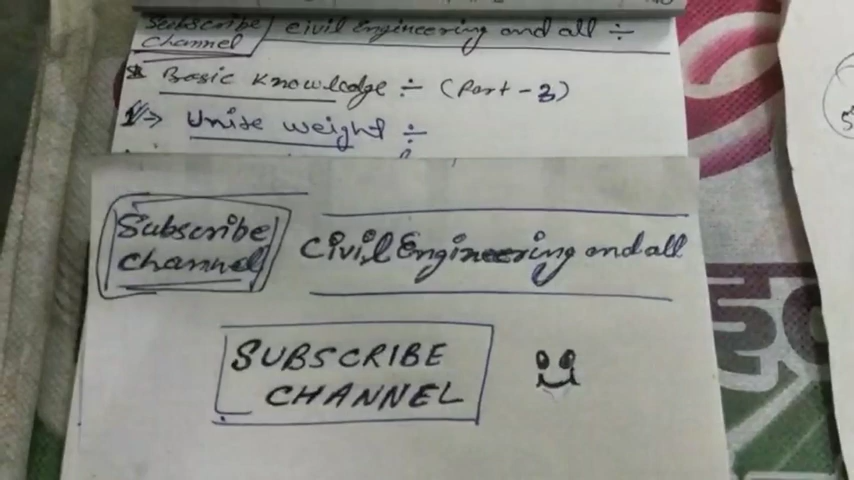 Subscribe Channel Civil Engineering and all ÷
Basic Knowledge ÷ (Part - 3)
1) → Unite weight ÷
Subscribe Channel
Civil Engineering and all
SUBSCRIBE
CHANNEL